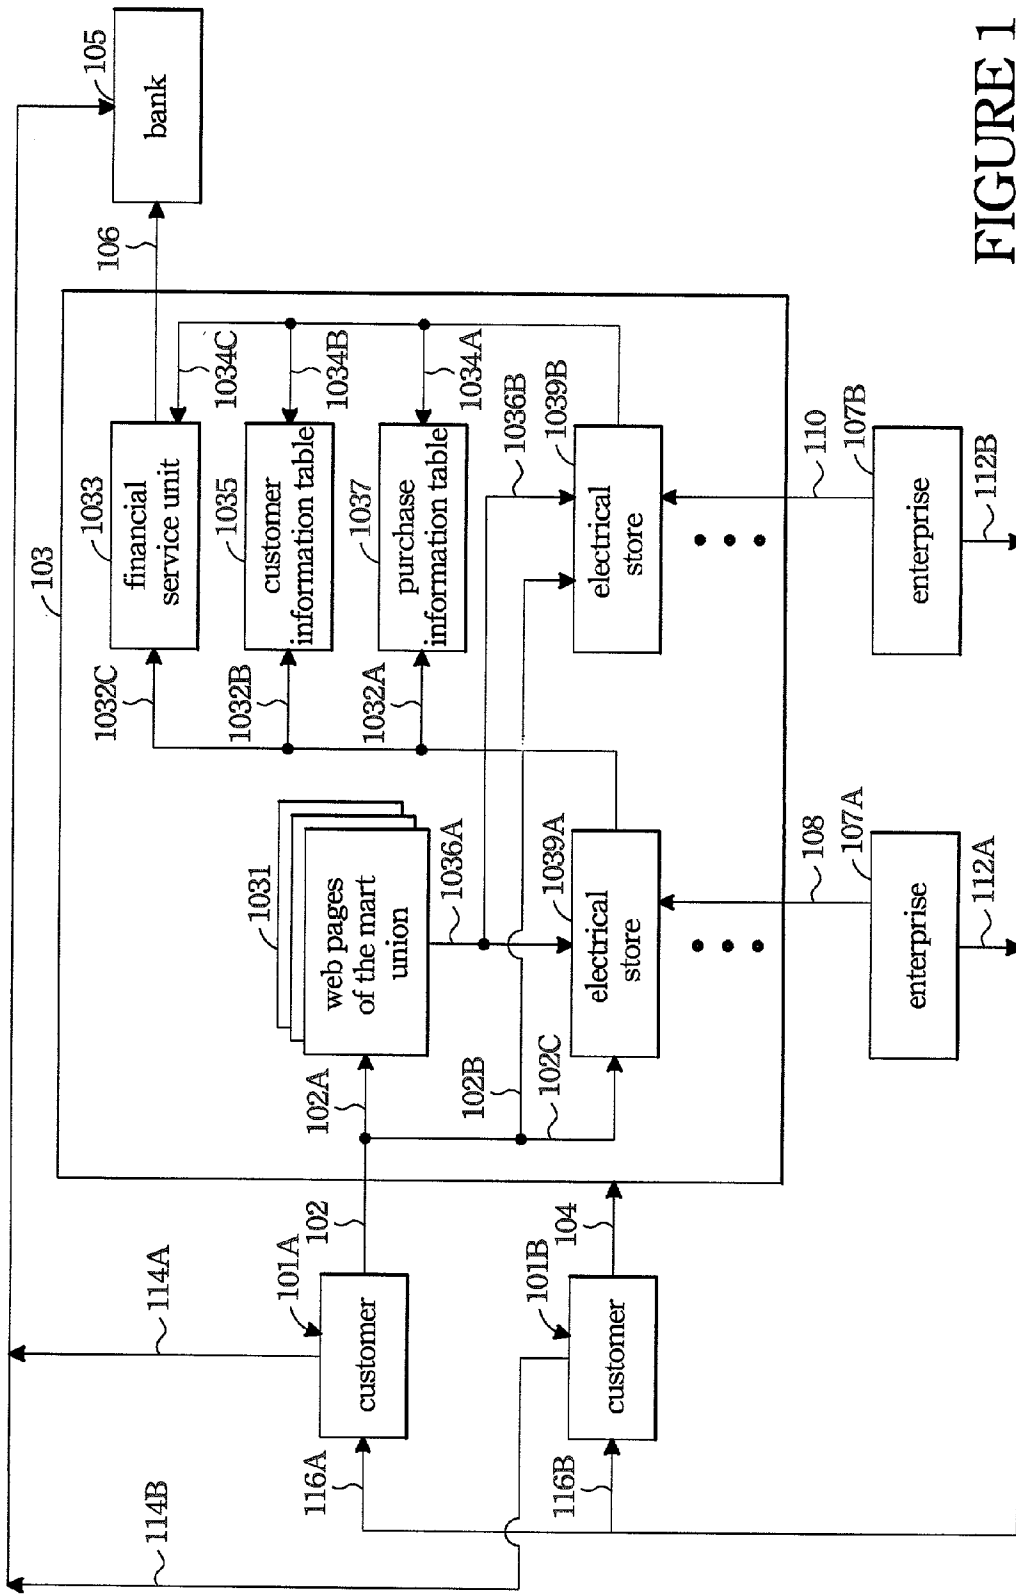 114B
114A
116A
customer
101A
102
116B
customer
101B
104
103
102A
1031
web pages
of the mart
union
1036A
102B
102C
1039A
electrical
store
1032C
1032B
1032A
1033
financial
service unit
1035
customer
information table
1037
purchase
information table
1034C
1034B
1034A
1036B
1039B
electrical
store
106
105
bank
108
107A
enterprise
112A
110
107B
enterprise
112B
FIGURE 1